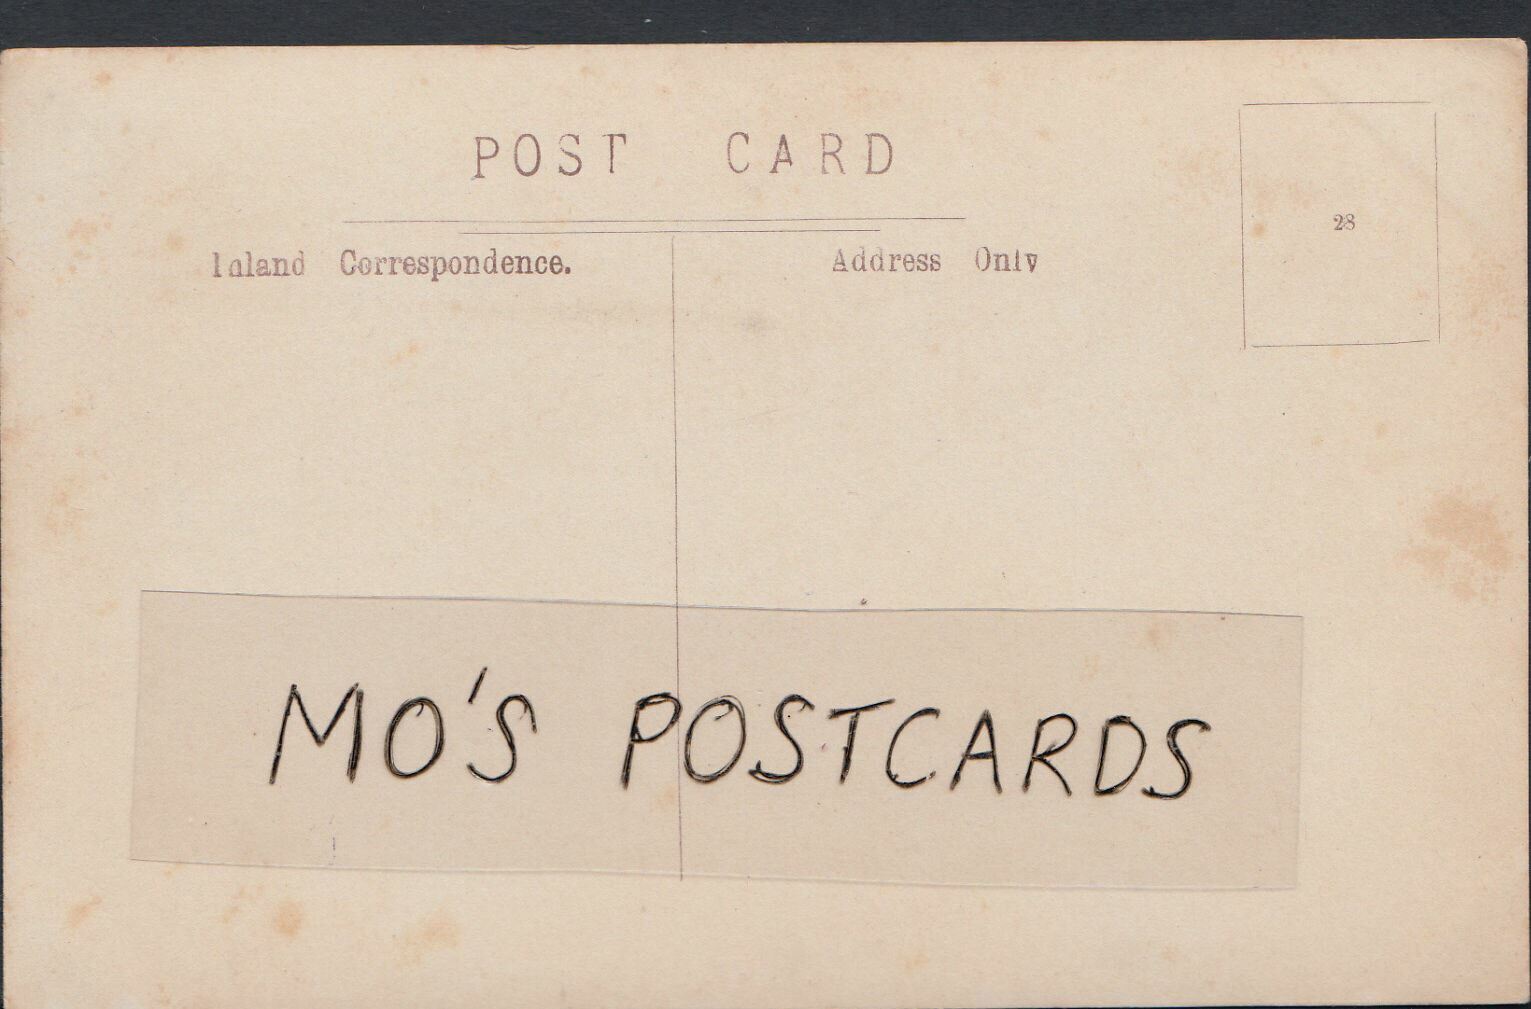 POST CARD
Inland Correspondence.
Address Only
28
MO'S POSTCARDS